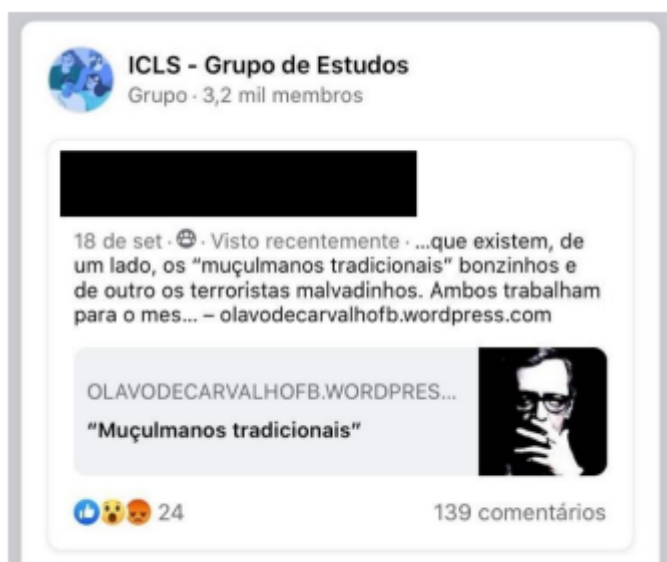 ICLS - Grupo de Estudos
Grupo · 3,2 mil membros
18 de set · Visto recentemente · ...que existem, de
um lado, os “muçulmanos tradicionais” bonzinhos e
de outro os terroristas malvadinhos. Ambos trabalham
para o mes... – olavodecarvalhofb.wordpress.com
OLAVODECARVALHOFB.WORDPRES...
“Muçulmanos tradicionais”
24
139 comentários